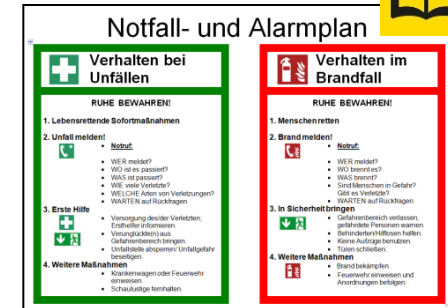 Notfall- und Alarmplan
Verhalten bei
Unfällen
RUHE BEWAHREN!
1. Lebensrettende Sofortmaßnahmen
2. Unfall melden!
Notruf:
WER meldet?
WO ist es passiert?
WAS ist passiert?
WIE viele Verletzte?
WELCHE Arten von Verletzungen?
WARTEN auf Rückfragen.
3. Erste Hilfe
Versorgung des/der Verletzten;
Ersthelfer informieren.
Verunglückte(n) aus
Gefahrenbereich bringen.
Unfallstelle absperren/ Unfallgefahr
beseitigen.
4. Weitere Maßnahmen
Krankenwagen oder Feuerwehr
einweisen.
Schaulustige fernhalten.
Verhalten im
Brandfall
RUHE BEWAHREN!
1. Menschen retten
2. Brand melden!
Notruf:
WER meldet?
WO brennt es?
WAS brennt?
Sind Menschen in Gefahr?
Gibt es Verletzte?
WARTEN auf Rückfragen.
3. In Sicherheit bringen
Gefahrenbereich verlassen,
gefährdete Personen warnen.
Behinderten/Hilflosen helfen.
Keine Aufzüge benutzen.
Türen schließen.
4. Weitere Maßnahmen
Brand bekämpfen.
Feuerwehr einweisen und
Anordnungen befolgen.